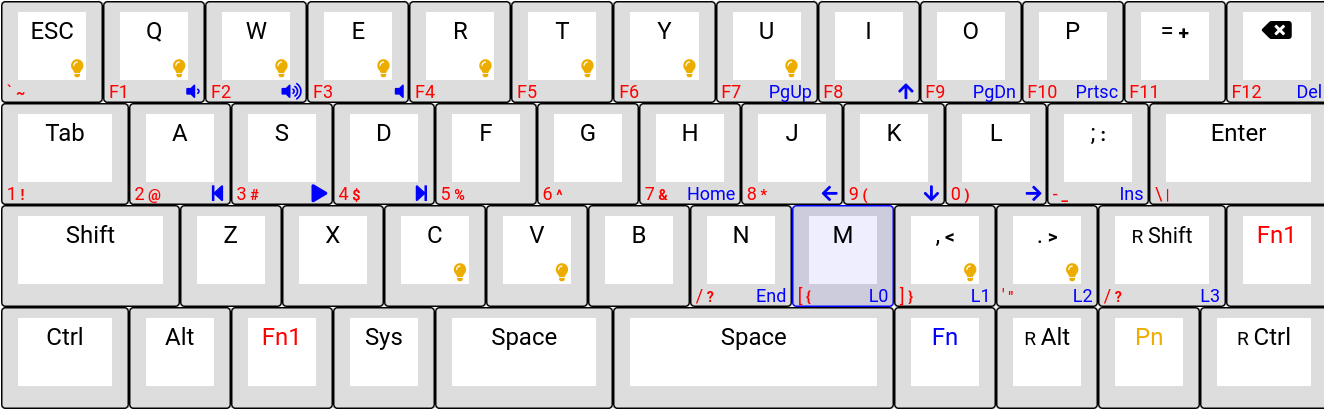 ESC Q W E R T Y U I O P = +
` ~ F1 F2 F3 F4 F5 F6 F7 PgUp F8 F9 PgDn F10 Prtsc F11 F12 Del
Tab A S D F G H J K L ; : Enter
1 ! 2 @ 3 # 4 $ 5 % 6 ^ 7 & Home 8 * 9 ( 0 ) - _ Ins \ |
Shift Z X C V B N M , < . > R Shift Fn1
/ ? End [ { L0 ] } L1 ' " L2 / ? L3
Ctrl Alt Fn1 Sys Space Space Fn R Alt Pn R Ctrl